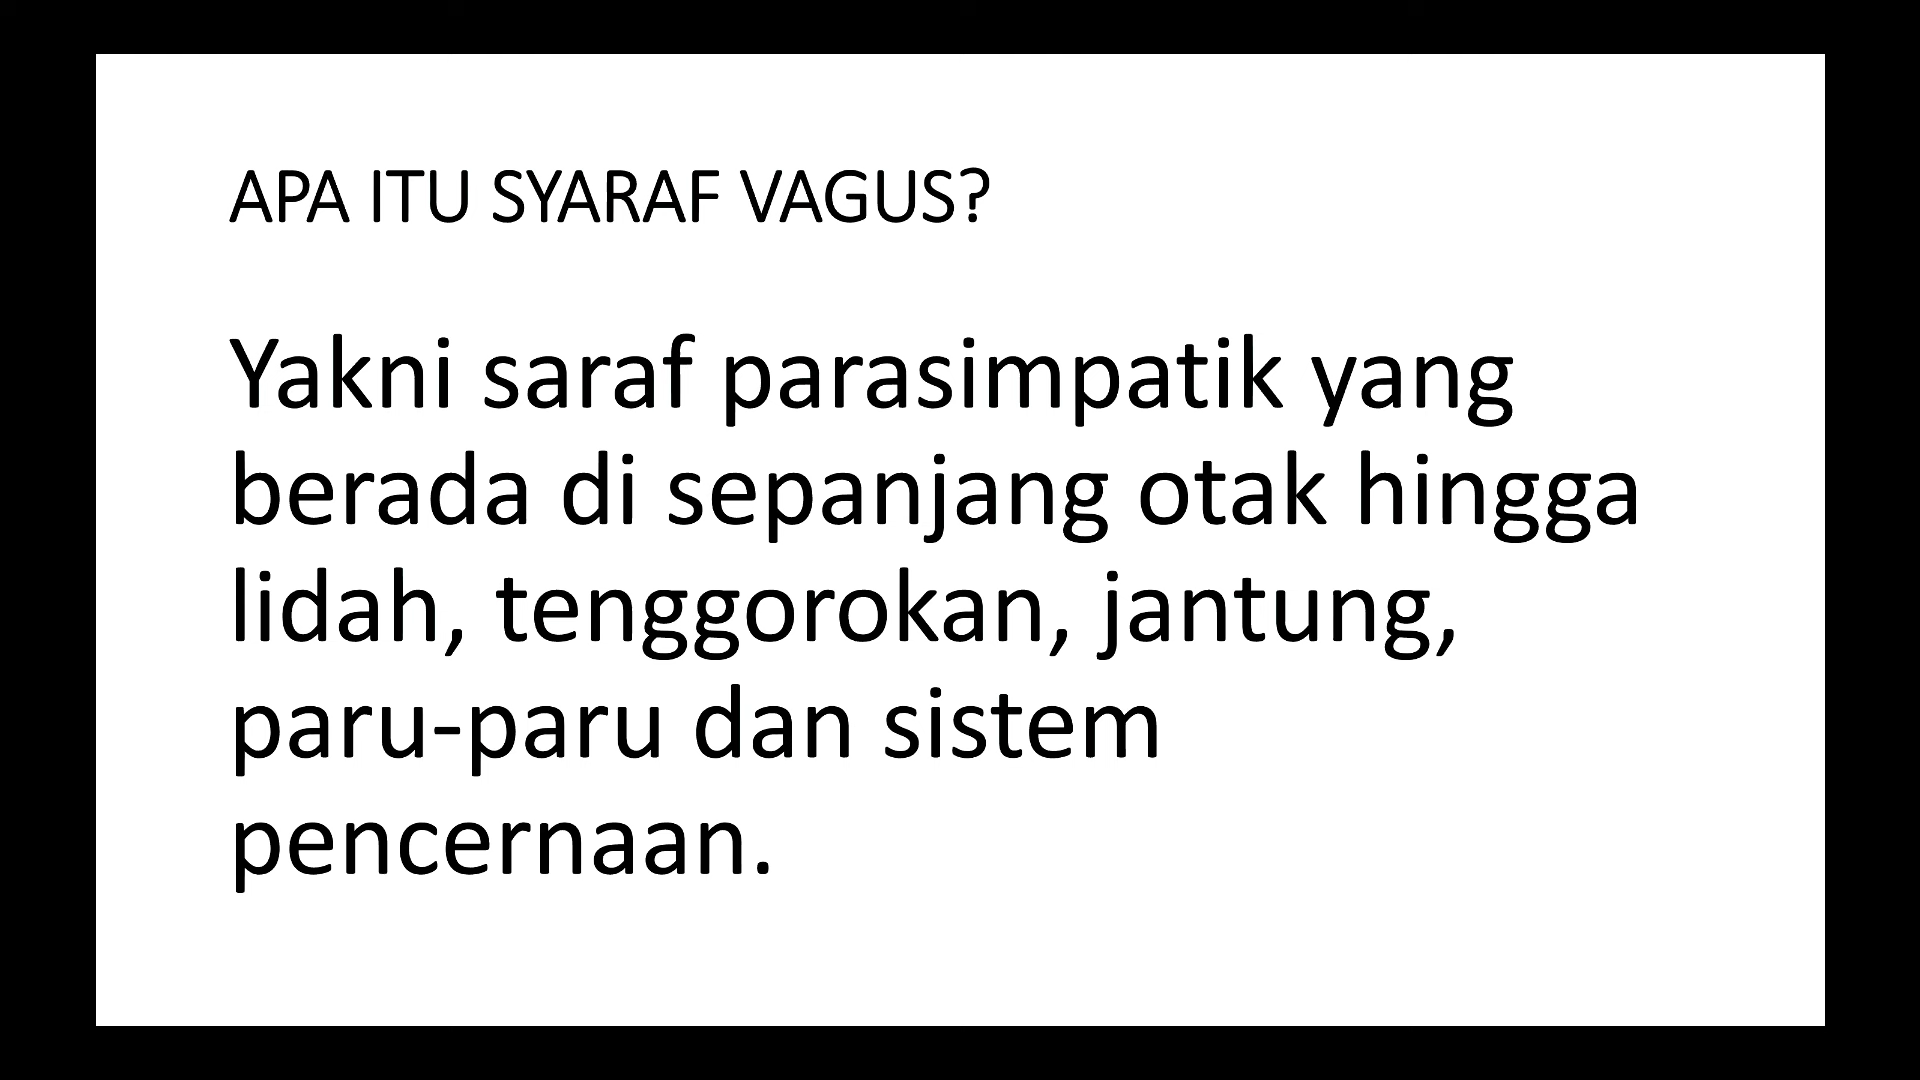 APA ITU SYARAF VAGUS?
Yakni saraf parasimpatik yang
berada di sepanjang otak hingga
lidah, tenggorokan, jantung,
paru-paru dan sistem
pencernaan.